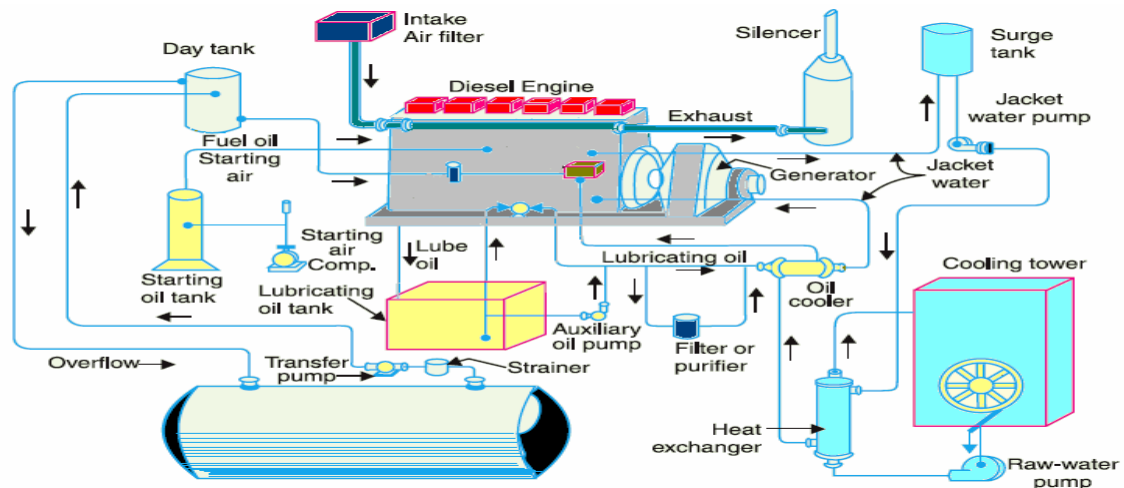 Intake
Air filter
Silencer
Surge
tank
Day tank
Diesel Engine
Exhaust
Jacket
water pump
Fuel oil
Starting
air
Generator
Jacket
water
Starting
air
Comp.
Lube
oil
Lubricating oil
Oil
cooler
Cooling tower
Starting
oil tank
Lubricating
oil tank
Auxiliary
oil pump
Filter or
purifier
Overflow
Transfer
pump
Strainer
Heat
exchanger
Raw-water
pump